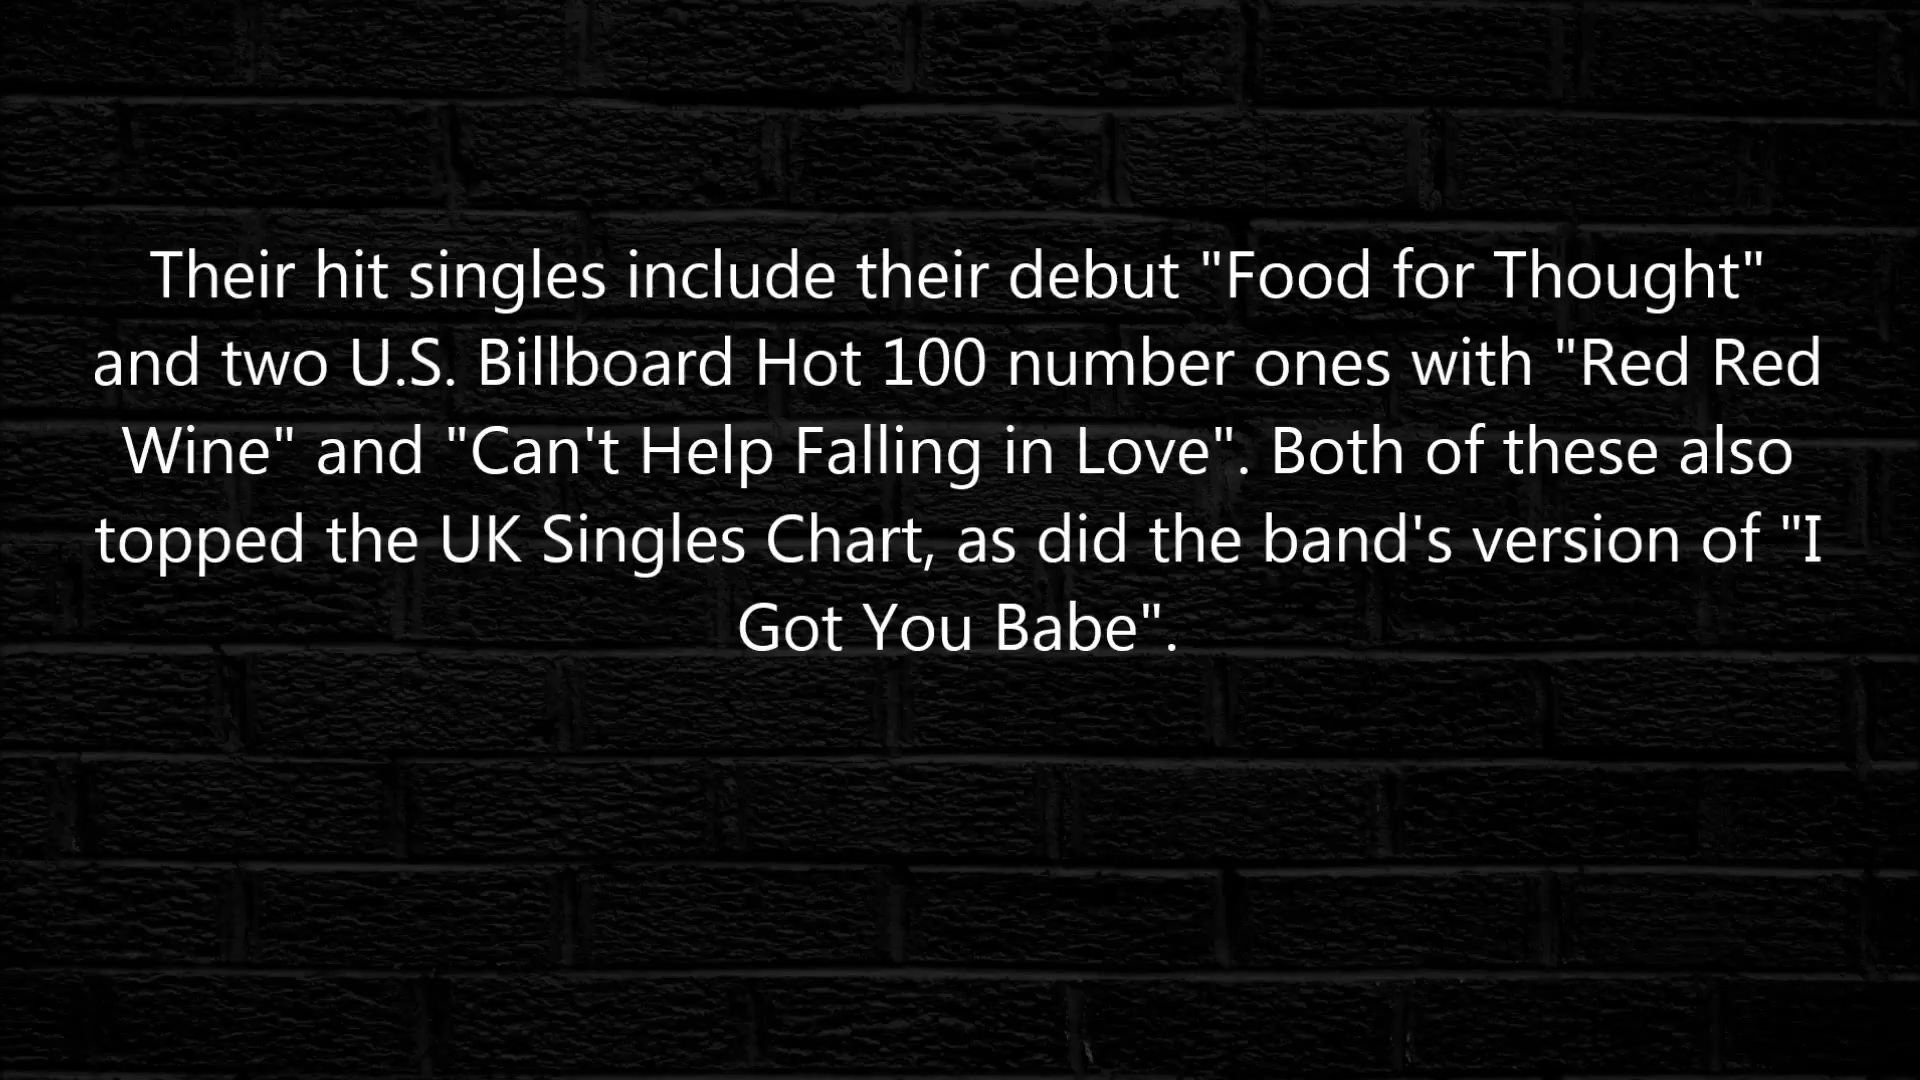 Their hit singles include their debut "Food for Thought"
and two U.S. Billboard Hot 100 number ones with "Red Red
Wine" and "Can't Help Falling in Love". Both of these also
topped the UK Singles Chart, as did the band's version of "I
Got You Babe".